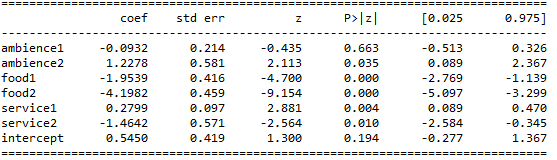 ==============================================================================
coef std err z P>|z| [0.025 0.975]
------------------------------------------------------------------------------
ambience1 -0.0932 0.214 -0.435 0.663 -0.513 0.326
ambience2 1.2278 0.581 2.113 0.035 0.089 2.367
food1 -1.9539 0.416 -4.700 0.000 -2.769 -1.139
food2 -4.1982 0.459 -9.154 0.000 -5.097 -3.299
service1 0.2799 0.097 2.881 0.004 0.089 0.470
service2 -1.4642 0.571 -2.564 0.010 -2.584 -0.345
intercept 0.5450 0.419 1.300 0.194 -0.277 1.367
==============================================================================